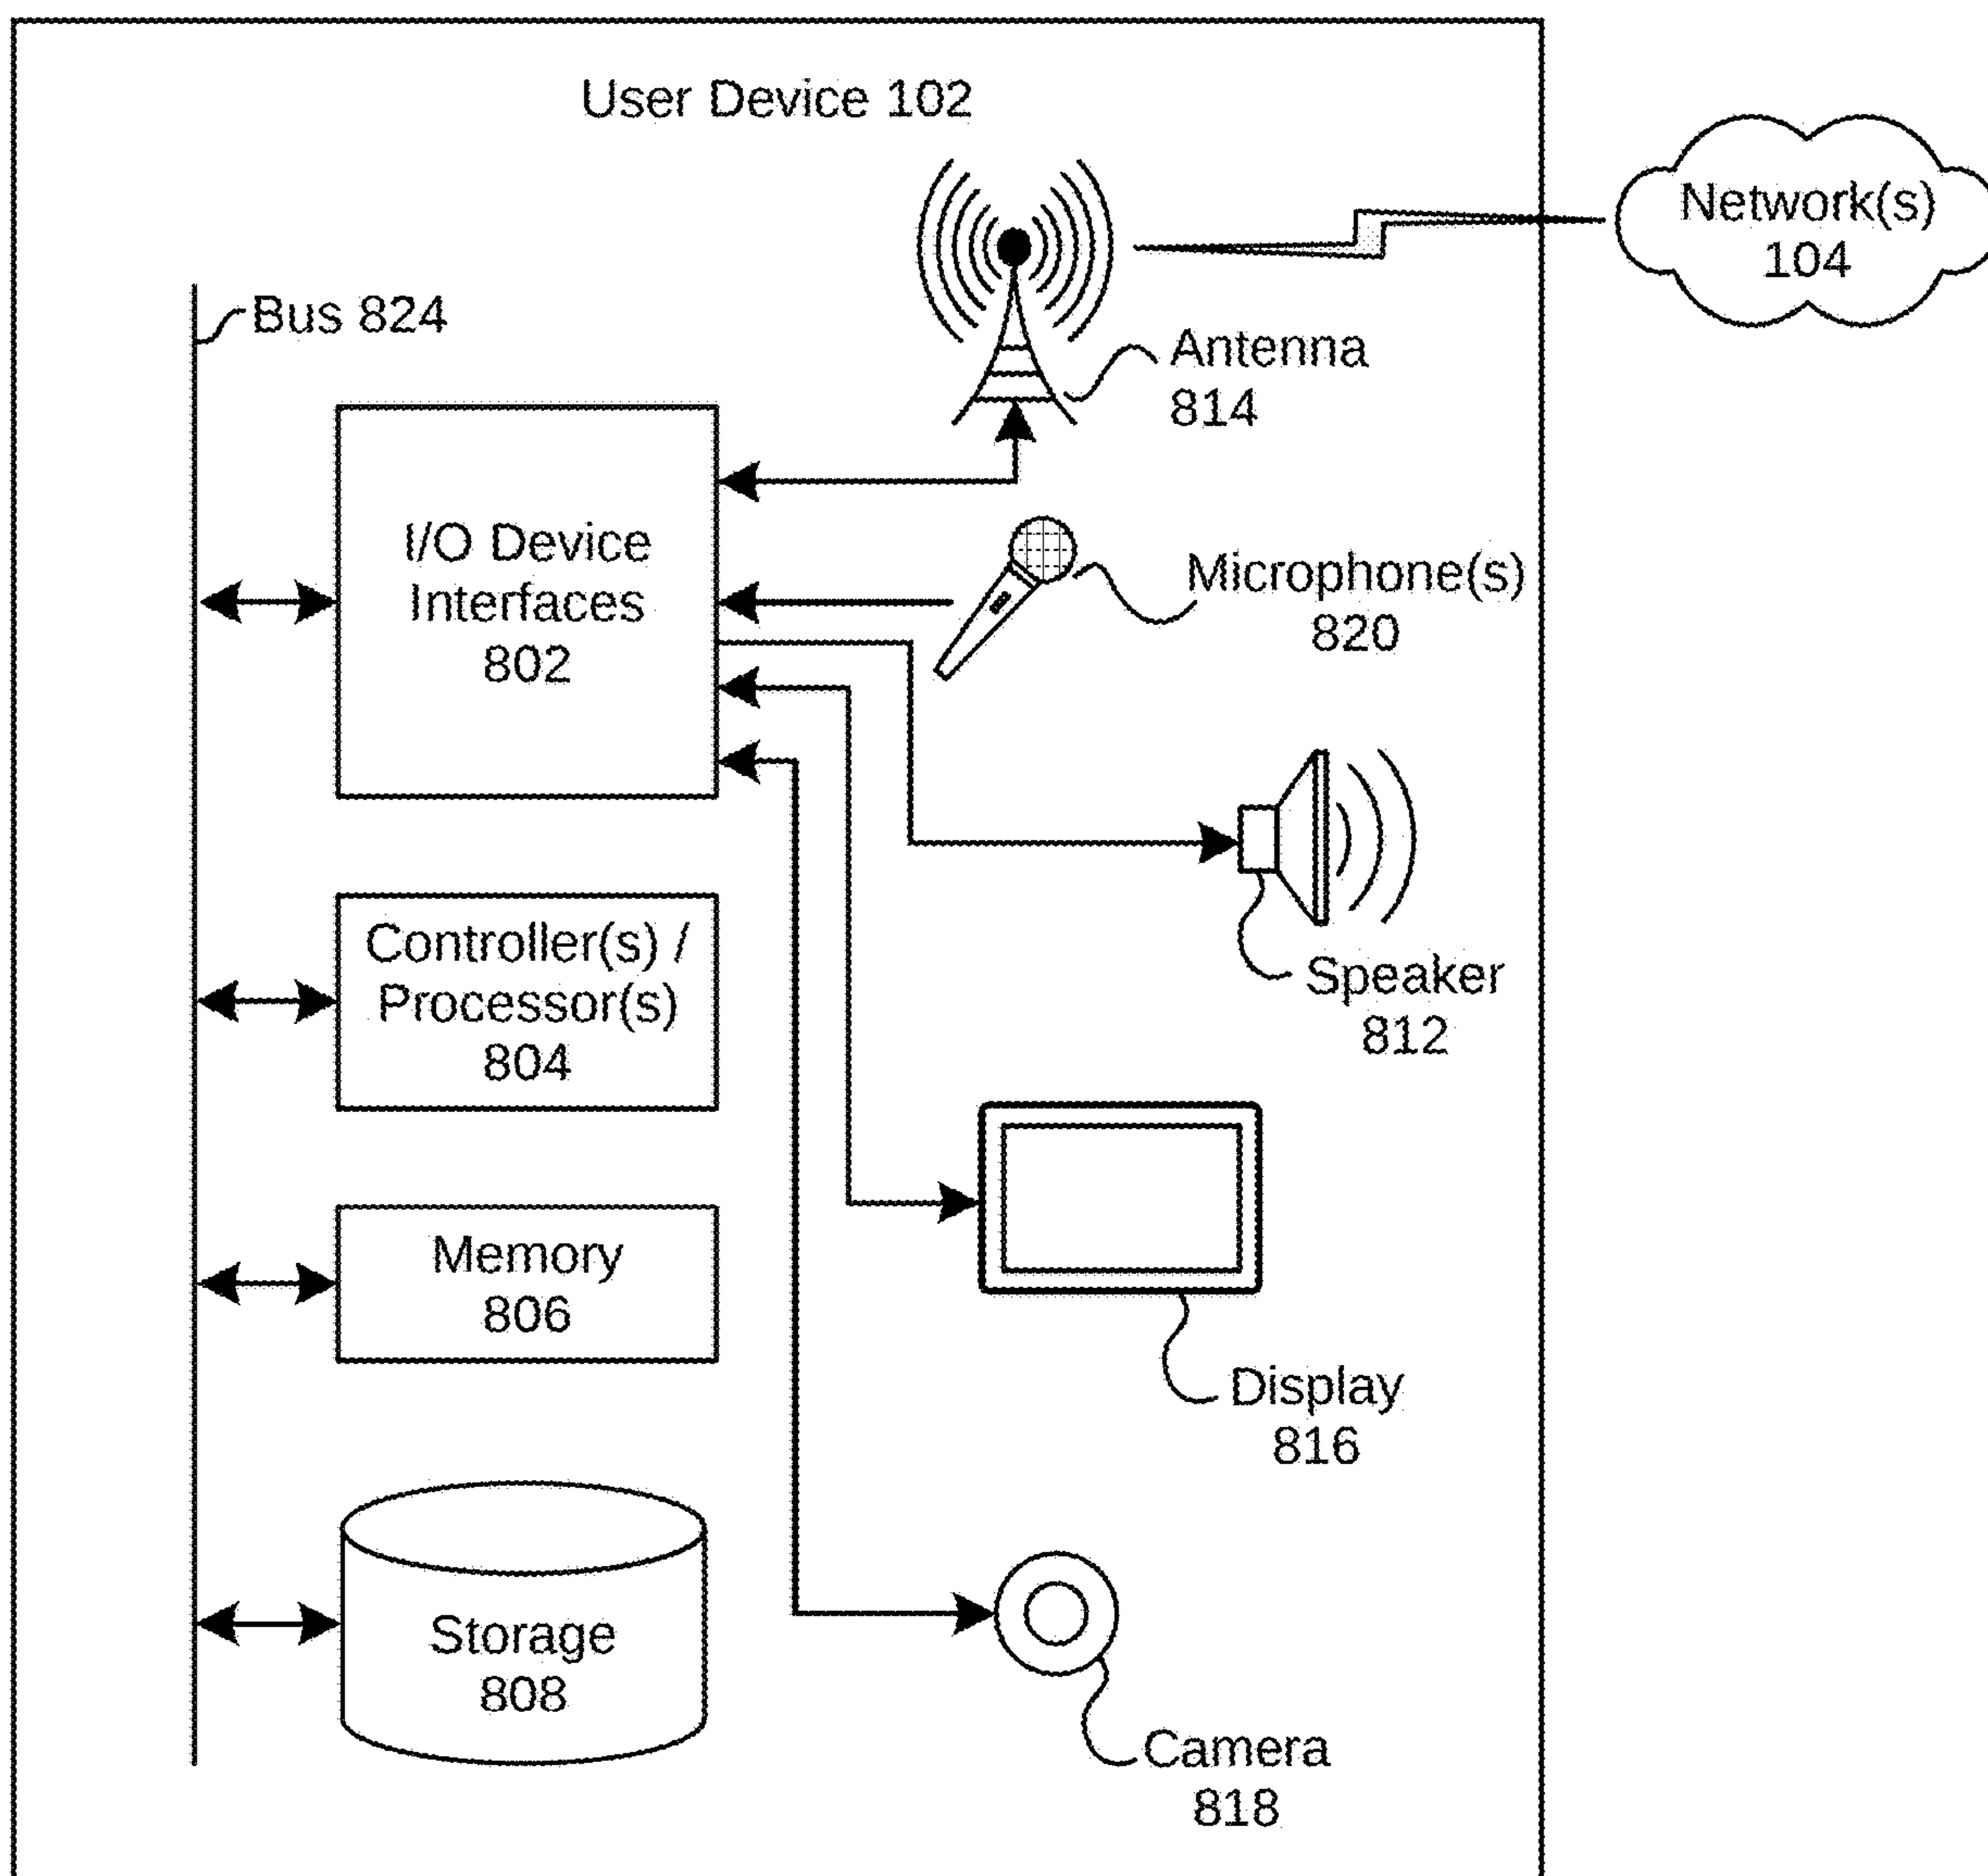 User Device 102
Network(s)
104
Bus 824
Antenna
814
I/O Device
Interfaces
802
Microphone(s)
820
Controller(s) /
Processor(s)
804
Speaker
812
Memory
806
Display
816
Storage
808
Camera
818